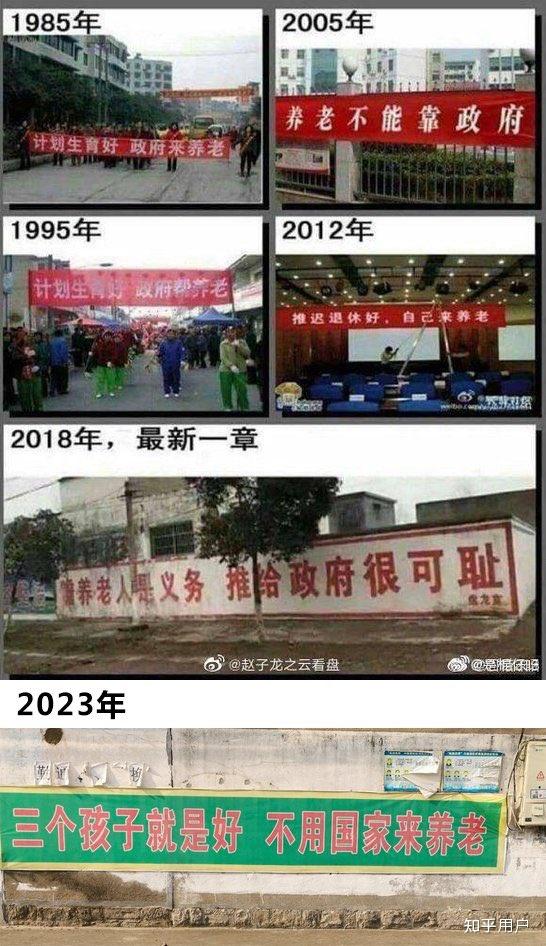 1985年
计划生育好 政府来养老
2005年
养老不能靠政府
1995年
计划生育好 政府帮养老
2012年
推迟退休好，自己来养老
2018年，最新一章
养老人是义务 推给政府很可耻
@赵子龙之云看盘
2023年
三个孩子就是好 不用国家来养老
知乎用户